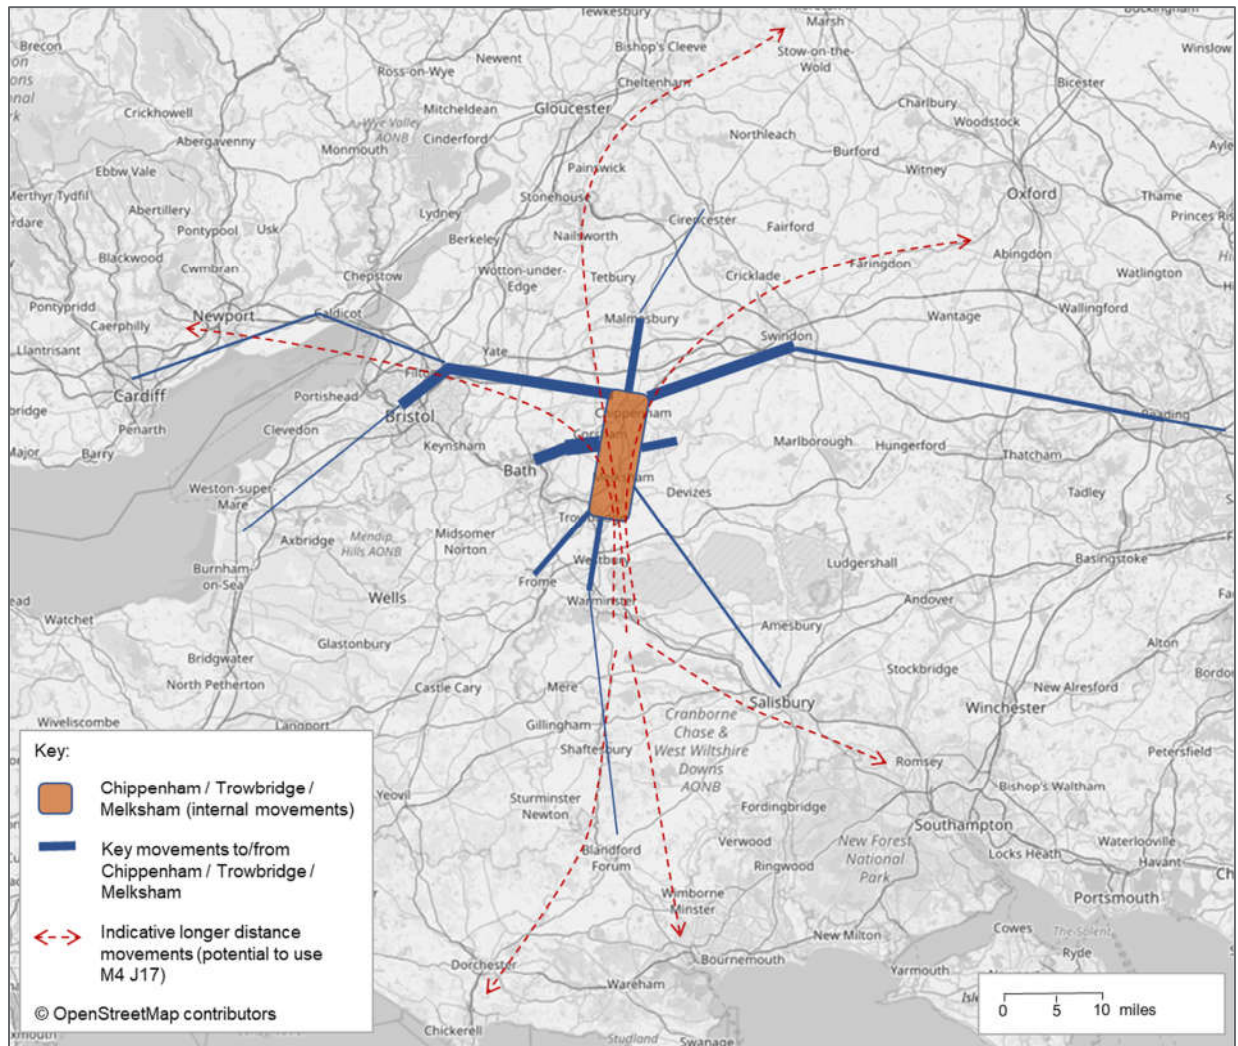 Tewkesbury
Marsh
Buckingham
Brecon
Bishop's Cleeve
Stow-on-the-
Wold
Winslow
Newent
Ross-on-Wye
Cheltenham
Bicester
Crickhowell
Mitcheldean
Gloucester
Charlbury
Woodstock
Abergavenny
Wye Valley
AONB
Cinderford
Northleach
Monmouth
Burford
Ebbw Vale
Painswick
Witney
Merthyr Tydfil
Stonehouse
Oxford
Thame
Abertillery
Lydney
Cirencester
Princes Ris
Pontypool
Usk
Nailsworth
Fairford
Berkeley
Abingdon
Blackwood
Cwmbran
Chepstow
Wotton-under-
Edge
Tetbury
Cricklade
Faringdon
Watlington
Pontypridd
Newport
Caldicot
Malmesbury
Wallingford
Caerphilly
Wantage
Swindon
Llantrisant
Yate
Filton
Cardiff
Portishead
Bristol
Chippenham
Reading
bridge
Penarth
Clevedon
Keynsham
Corsham
Marlborough
Hungerford
Major
Barry
Bath
Thatcham
Weston-super-
Mare
Melksham
Devizes
Tadley
Trowbridge
Axbridge
Mendip
Hills AONB
Midsomer
Norton
Basingstoke
Burnham-
on-Sea
Frome
Westbury
Ludgershall
Wells
Warminster
Andover
Watchet
Amesbury
Glastonbury
Alton
Bridgwater
Stockbridge
North Petherton
Castle Cary
Mere
New Alresford
Salisbury
Winchester
Wiveliscombe
Langport
Gillingham
Cranborne
Chase &
West Wiltshire
Downs
AONB
Shaftesbury
Petersfield
Romsey
Bishop's Waltham
Yeovil
Sturminster
Newton
Fordingbridge
Southampton
Verwood
New Forest
National
Park
Waterlooville
Blandford
Forum
Locks Heath
Havant
Ringwood
Wimborne
Minster
Portsmouth
New Milton
Cowes
The Solent
Ryde
Dorchester
Bournemouth
Yarmouth
Wareham
Chickerell
Studland
Swanage
Key:
Chippenham / Trowbridge /
Melksham (internal movements)
Key movements to/from
Chippenham / Trowbridge /
Melksham
Indicative longer distance
movements (potential to use
M4 J17)
© OpenStreetMap contributors
0 5 10 miles